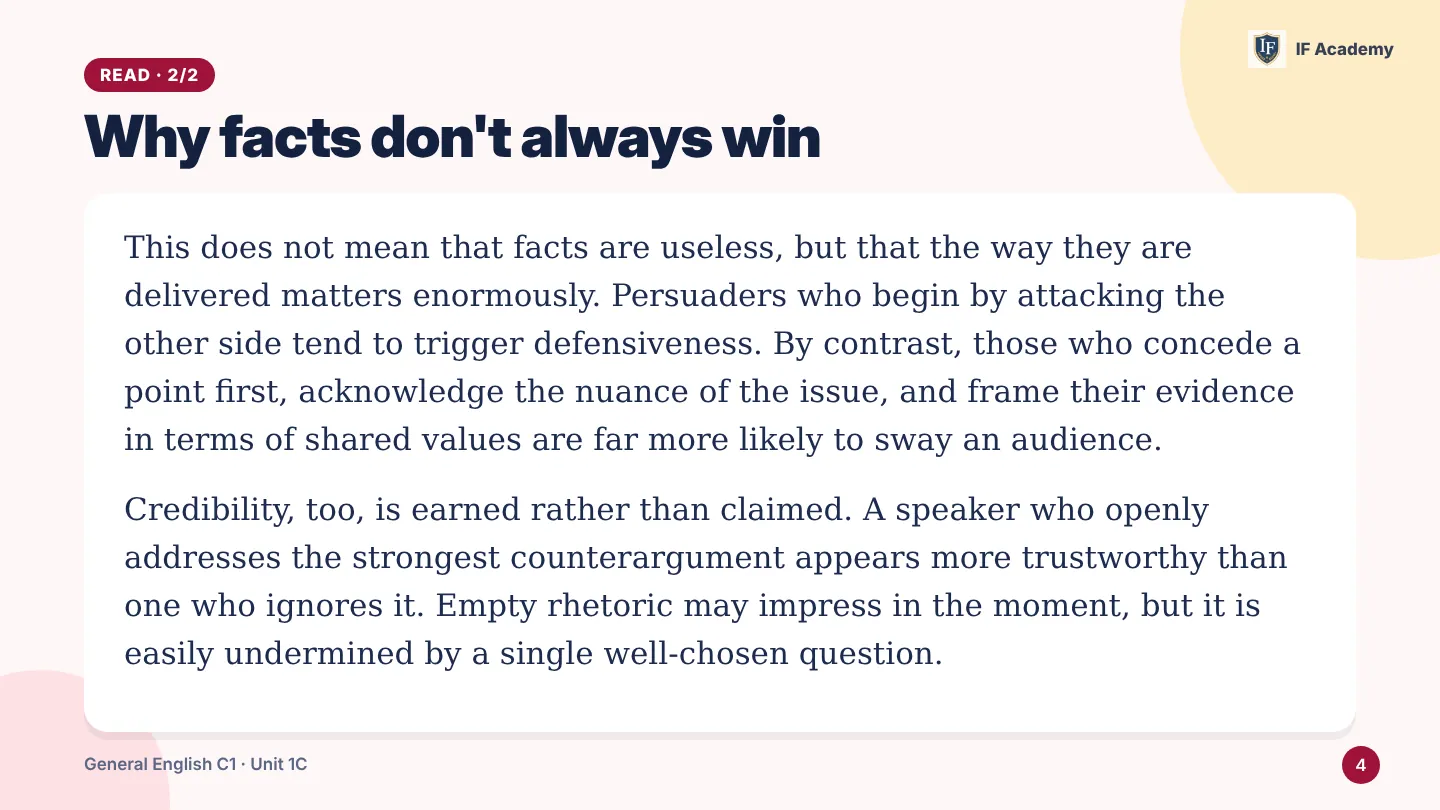 IF
IF Academy
READ · 2/2
Why facts don't always win
This does not mean that facts are useless, but that the way they are
delivered matters enormously. Persuaders who begin by attacking the
other side tend to trigger defensiveness. By contrast, those who concede a
point first, acknowledge the nuance of the issue, and frame their evidence
in terms of shared values are far more likely to sway an audience.
Credibility, too, is earned rather than claimed. A speaker who openly
addresses the strongest counterargument appears more trustworthy than
one who ignores it. Empty rhetoric may impress in the moment, but it is
easily undermined by a single well-chosen question.
General English C1 · Unit 1C
4